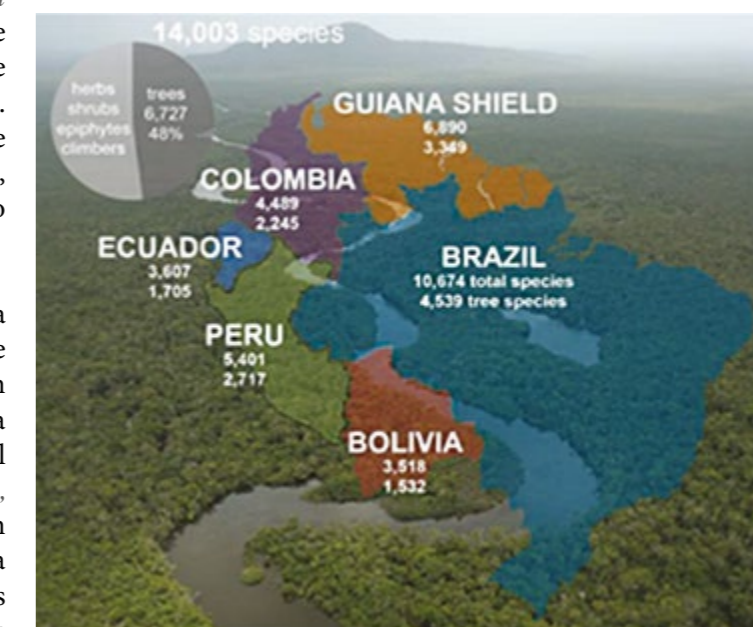 14,003 species
herbs
shrubs
epiphytes
climbers
trees
6,727
48%
GUIANA SHIELD
6,890
3,349
COLOMBIA
4,489
2,245
ECUADOR
3,607
1,705
BRAZIL
10,674 total species
4,539 tree species
PERU
5,401
2,717
BOLIVIA
3,518
1,532